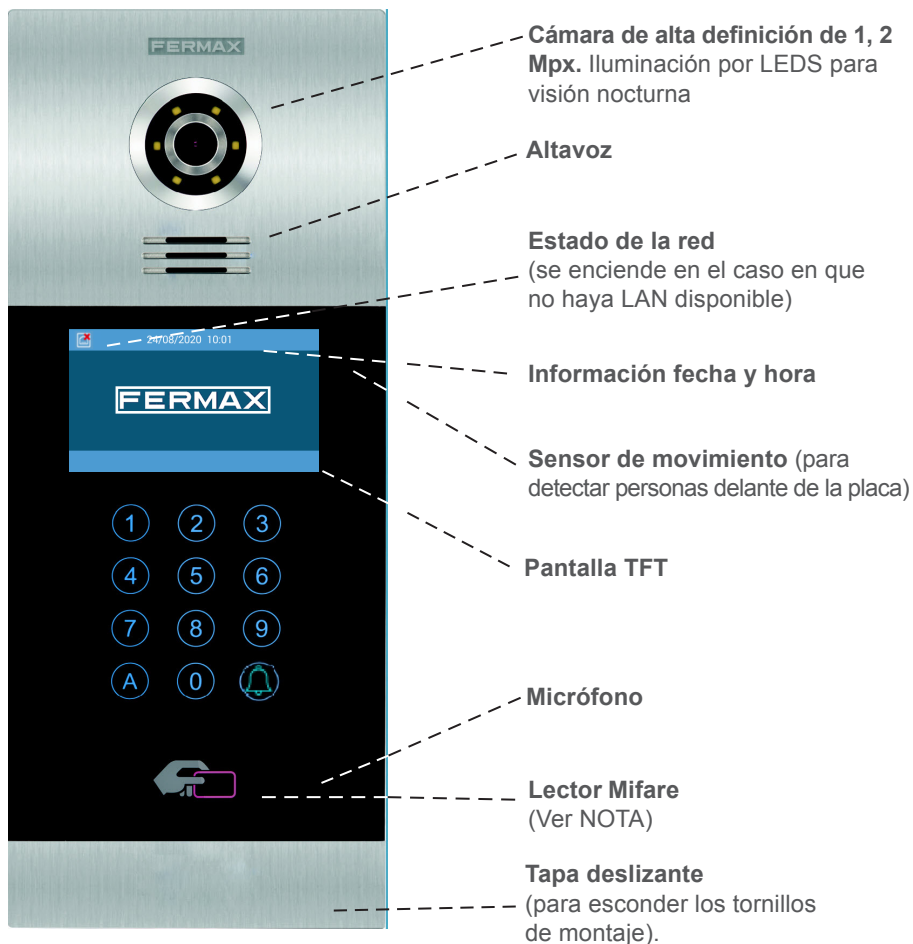 FERMAX
Cámara de alta definición de 1, 2
Mpx. Iluminación por LEDS para
visión nocturna
Altavoz
Estado de la red
(se enciende en el caso en que
no haya LAN disponible)
24/08/2020 10:01
Información fecha y hora
FERMAX
Sensor de movimiento (para
detectar personas delante de la placa)
Pantalla TFT
1 2 3
4 5 6
7 8 9
A 0
Micrófono
Lector Mifare
(Ver NOTA)
Tapa deslizante
(para esconder los tornillos
de montaje).